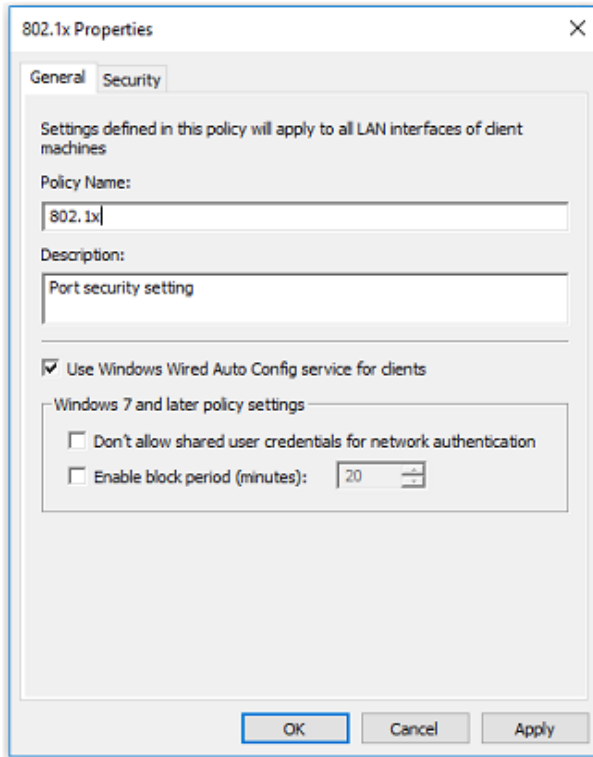 802.1x Properties
General
Security
Settings defined in this policy will apply to all LAN interfaces of client
machines
Policy Name:
802.1x
Description:
Port security setting
Use Windows Wired Auto Config service for clients
Windows 7 and later policy settings
Don't allow shared user credentials for network authentication
Enable block period (minutes):
20
OK
Cancel
Apply